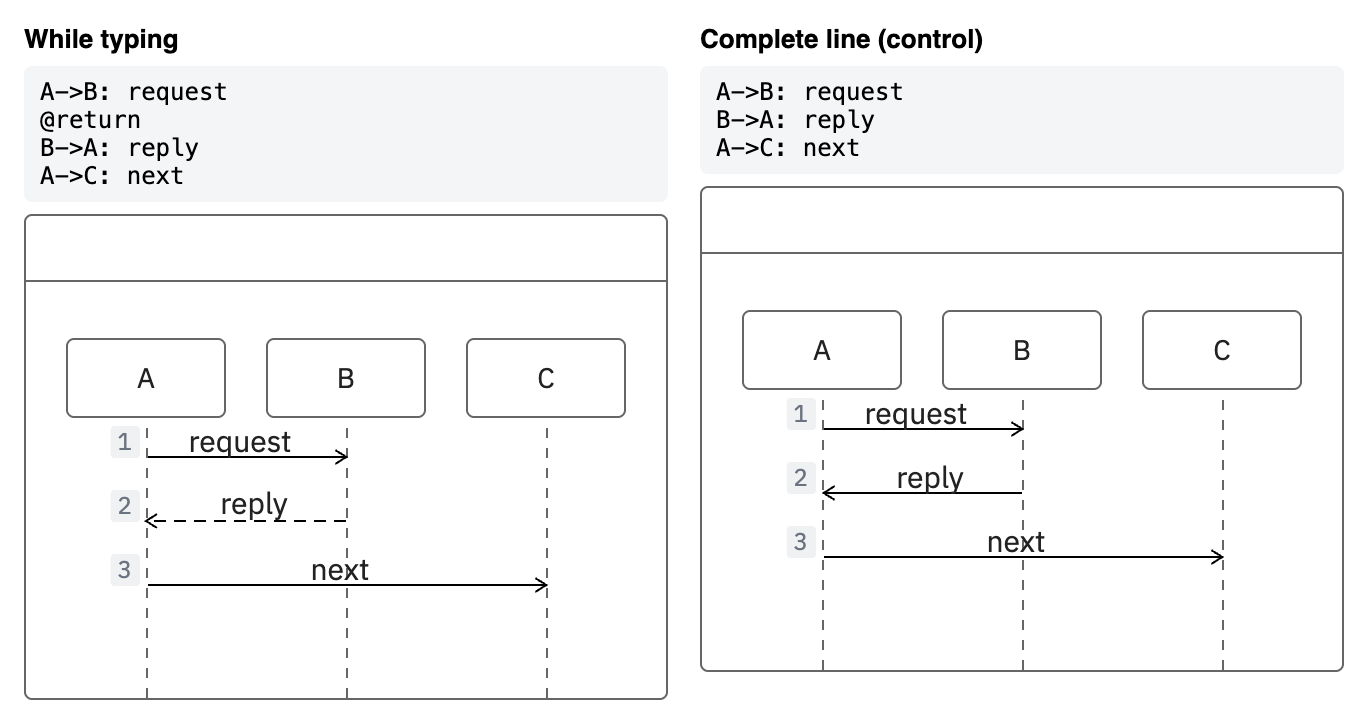 While typing
A->B: request
@return
B->A: reply
A->C: next
A
B
C
1
request
2
reply
3
next
Complete line (control)
A->B: request
B->A: reply
A->C: next
A
B
C
1
request
2
reply
3
next